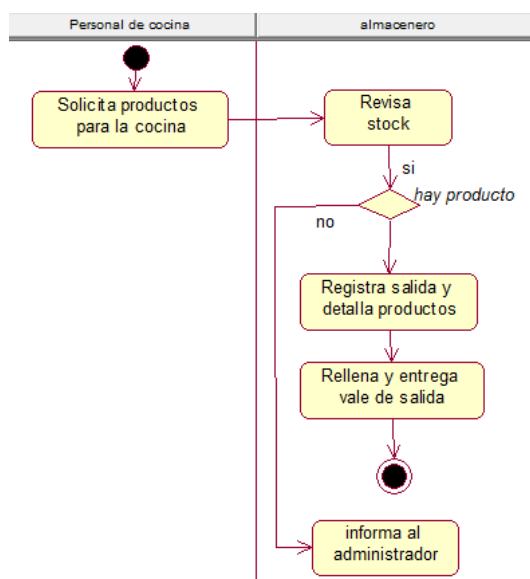 Personal de cocina
almacenero
Solicita productos
para la cocina
Revisa
stock
si
hay producto
no
Registra salida y
detalla productos
Rellena y entrega
vale de salida
informa al
administrador